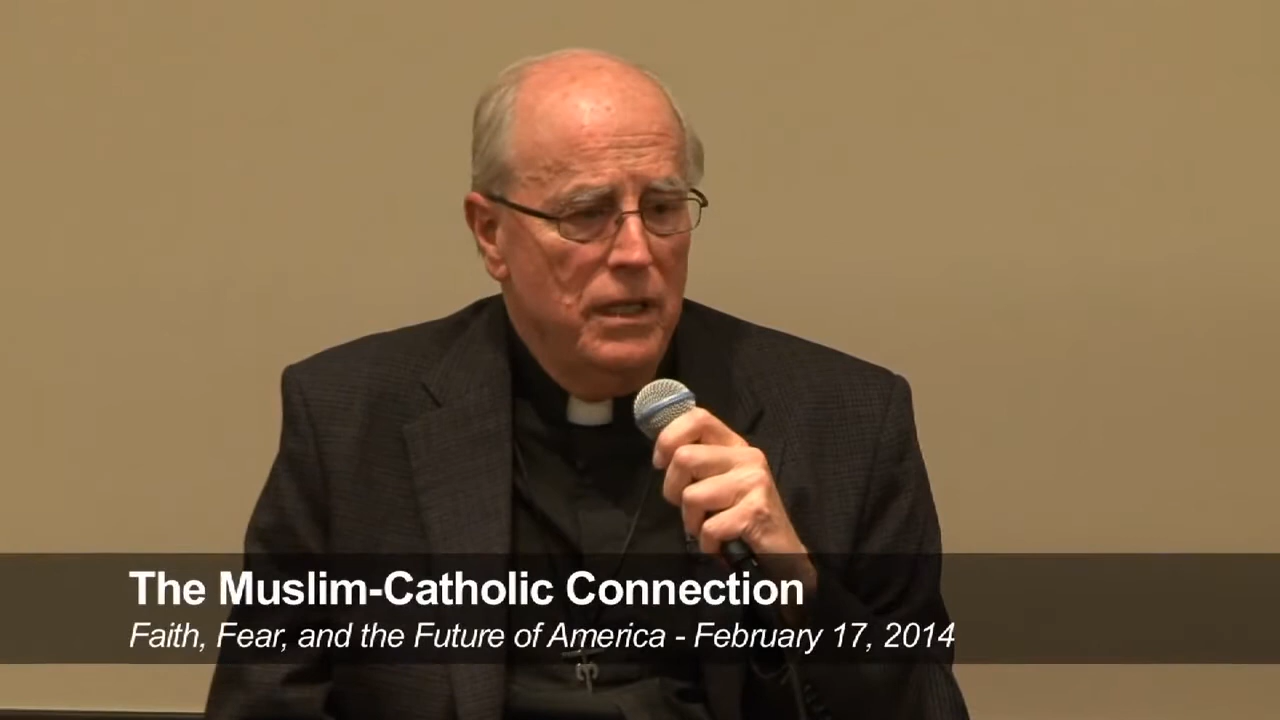 The Muslim-Catholic Connection
Faith, Fear, and the Future of America - February 17, 2014